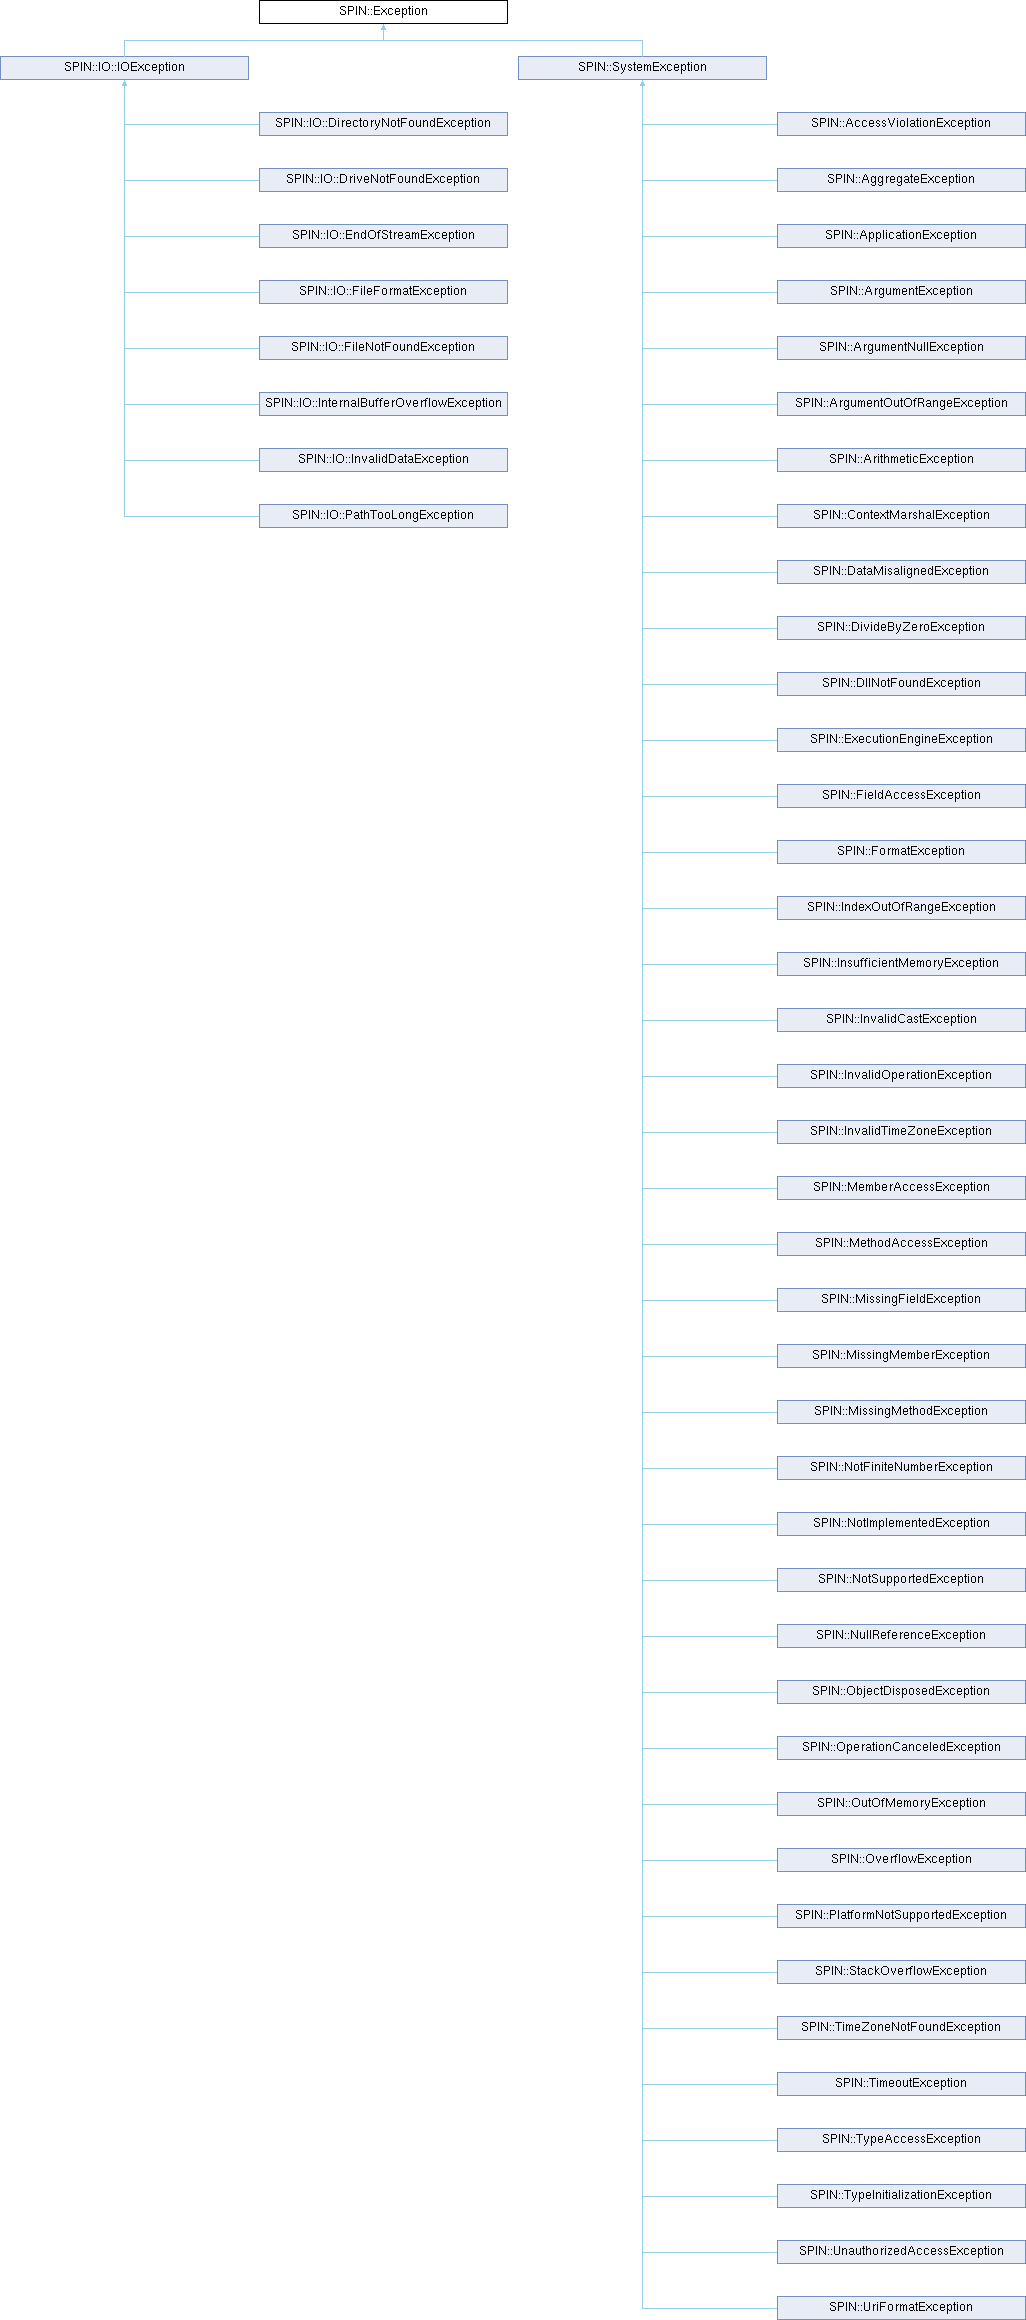 SPIN::Exception
SPIN::IO::IOException
SPIN::SystemException
SPIN::IO::DirectoryNotFoundException
SPIN::AccessViolationException
SPIN::IO::DriveNotFoundException
SPIN::AggregateException
SPIN::IO::EndOfStreamException
SPIN::ApplicationException
SPIN::IO::FileFormatException
SPIN::ArgumentException
SPIN::IO::FileNotFoundException
SPIN::ArgumentNullException
SPIN::IO::InternalBufferOverflowException
SPIN::ArgumentOutOfRangeException
SPIN::IO::InvalidDataException
SPIN::ArithmeticException
SPIN::IO::PathTooLongException
SPIN::ContextMarshalException
SPIN::DataMisalignedException
SPIN::DivideByZeroException
SPIN::DllNotFoundException
SPIN::ExecutionEngineException
SPIN::FieldAccessException
SPIN::FormatException
SPIN::IndexOutOfRangeException
SPIN::InsufficientMemoryException
SPIN::InvalidCastException
SPIN::InvalidOperationException
SPIN::InvalidTimeZoneException
SPIN::MemberAccessException
SPIN::MethodAccessException
SPIN::MissingFieldException
SPIN::MissingMemberException
SPIN::MissingMethodException
SPIN::NotFiniteNumberException
SPIN::NotImplementedException
SPIN::NotSupportedException
SPIN::NullReferenceException
SPIN::ObjectDisposedException
SPIN::OperationCanceledException
SPIN::OutOfMemoryException
SPIN::OverflowException
SPIN::PlatformNotSupportedException
SPIN::StackOverflowException
SPIN::TimeZoneNotFoundException
SPIN::TimeoutException
SPIN::TypeAccessException
SPIN::TypeInitializationException
SPIN::UnauthorizedAccessException
SPIN::UriFormatException